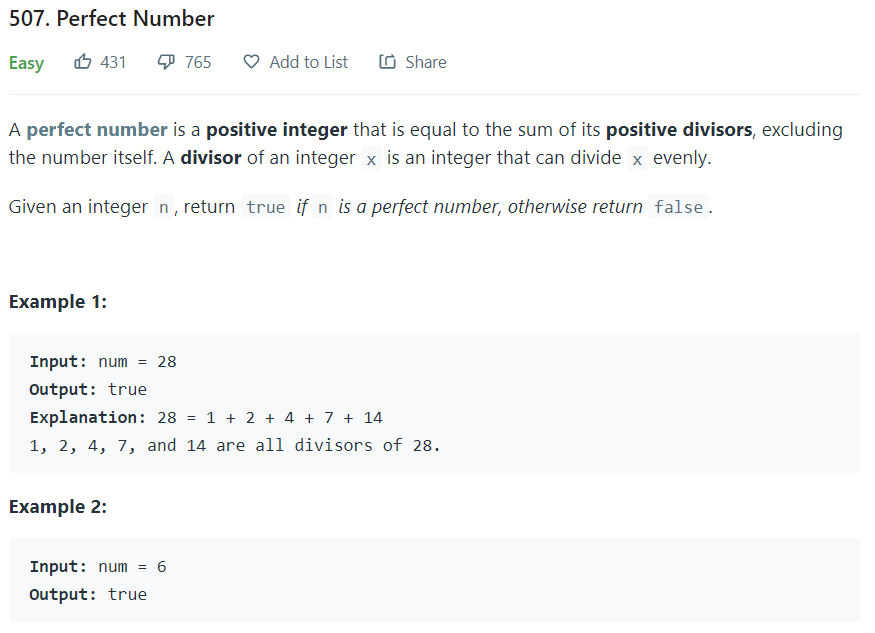 507. Perfect Number
Easy 431 765 Add to List Share
A perfect number is a positive integer that is equal to the sum of its positive divisors, excluding
the number itself. A divisor of an integer x is an integer that can divide x evenly.
Given an integer n, return true if n is a perfect number, otherwise return false.
Example 1:
Input: num = 28
Output: true
Explanation: 28 = 1 + 2 + 4 + 7 + 14
1, 2, 4, 7, and 14 are all divisors of 28.
Example 2:
Input: num = 6
Output: true